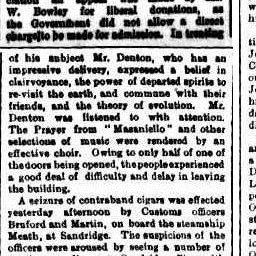 W. Bowley for liberal donations, as
the Government did not allow a direct
charge to be made for admission. In treating
of his subject Mr. Denton, who has an
impressive delivery, expressed a belief in
clairvoyance, the power of departed spirits to
re-visit the earth, and commune with their
friends, and the theory of evolution. Mr.
Denton was listened to with attention.
The Prayer from "Masaniello" and other
selections of music were rendered by an
effective choir. Owing to only half of one of
the doors being opened, the people experienced
a good deal of difficulty and delay in leaving
the building.
A seizure of contraband cigars was effected
yesterday afternoon by Customs officers
Bruford and Martin, on board the steamship
Meath, at Sandridge. The suspicions of the
officers were aroused by seeing a number of